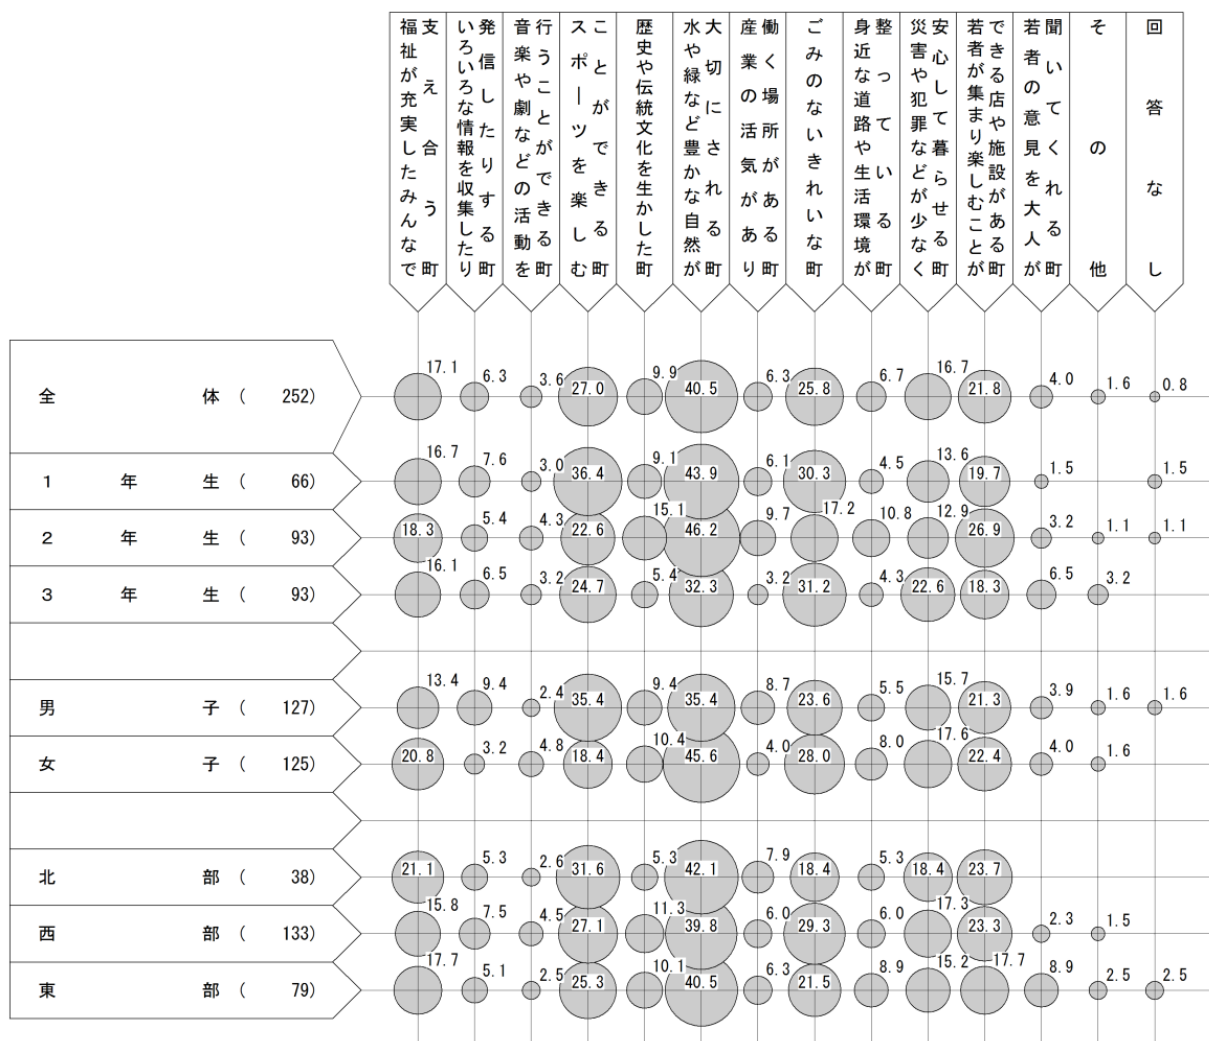 福祉が充実したみんなで
支え合う町
いろいろな情報を収集したり
発信したりする町
音楽や劇などの活動を
行うことができる町
スポーツを楽しむ
ことができる町
歴史や伝統文化を生かした町
水や緑など豊かな自然が
大切にされる町
産業の活気があり
働く場所がある町
ごみのないきれいな町
身近な道路や生活環境が
整っている町
災害や犯罪などが少なく
安心して暮らせる町
若者が集まり楽しむことが
できる店や施設がある町
若者の意見を大人が
聞いてくれる町
その他
回答なし
全体(252) 17.1 6.3 3.6 27.0 9.9 40.5 6.3 25.8 6.7 16.7 21.8 4.0 1.6 0.8
1年生(66) 16.7 7.6 3.0 36.4 9.1 43.9 6.1 30.3 4.5 13.6 19.7 1.5 1.5
2年生(93) 18.3 5.4 4.3 22.6 15.1 46.2 9.7 17.2 10.8 12.9 26.9 3.2 1.1 1.1
3年生(93) 16.1 6.5 3.2 24.7 5.4 32.3 3.2 31.2 4.3 22.6 18.3 6.5 3.2
男子(127) 13.4 9.4 2.4 35.4 9.4 35.4 8.7 23.6 5.5 15.7 21.3 3.9 1.6 1.6
女子(125) 20.8 3.2 4.8 18.4 10.4 45.6 4.0 28.0 8.0 17.6 22.4 4.0 1.6
北部(38) 21.1 5.3 2.6 31.6 5.3 42.1 7.9 18.4 5.3 18.4 23.7
西部(133) 15.8 7.5 4.5 27.1 11.3 39.8 6.0 29.3 6.0 17.3 23.3 2.3 1.5
東部(79) 17.7 5.1 2.5 25.3 10.1 40.5 6.3 21.5 8.9 15.2 17.7 8.9 2.5 2.5